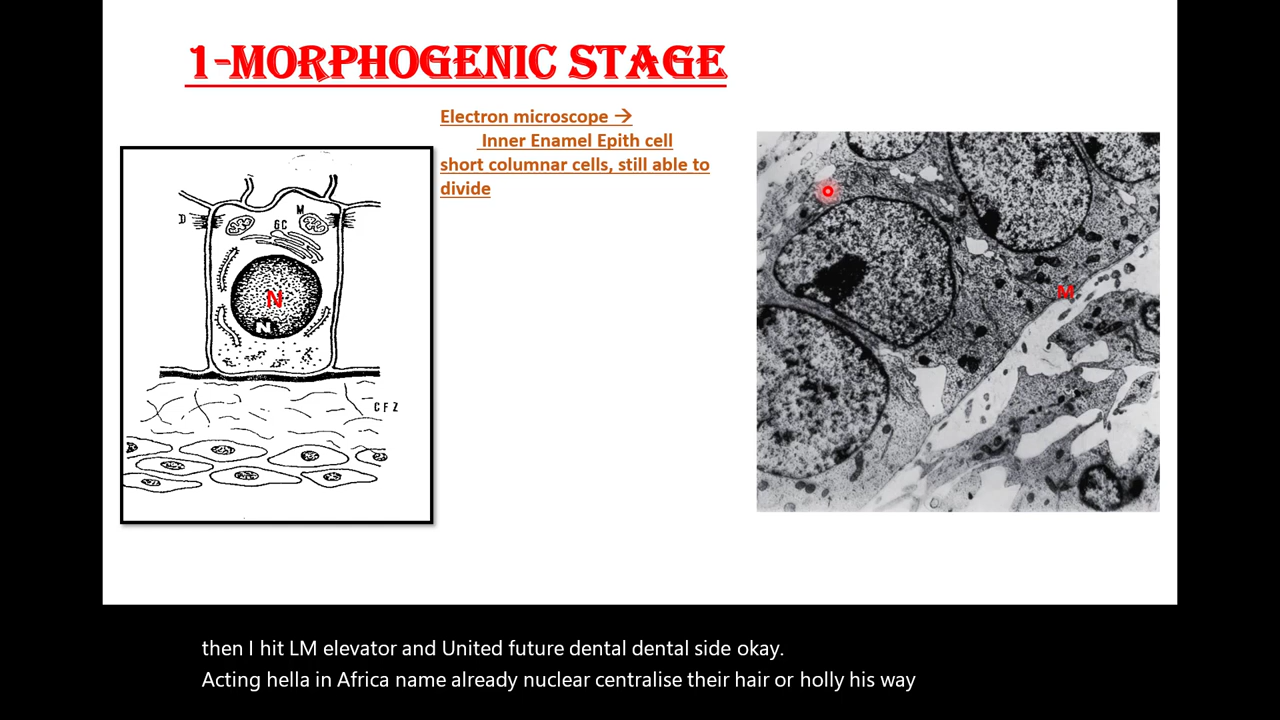 1-MORPHOGENIC STAGE
Electron microscope →
Inner Enamel Epith cell
short columnar cells, still able to
divide
D
M
GC
N
N
C F Z
M
then I hit LM elevator and United future dental dental side okay.
Acting hella in Africa name already nuclear centralise their hair or holly his way